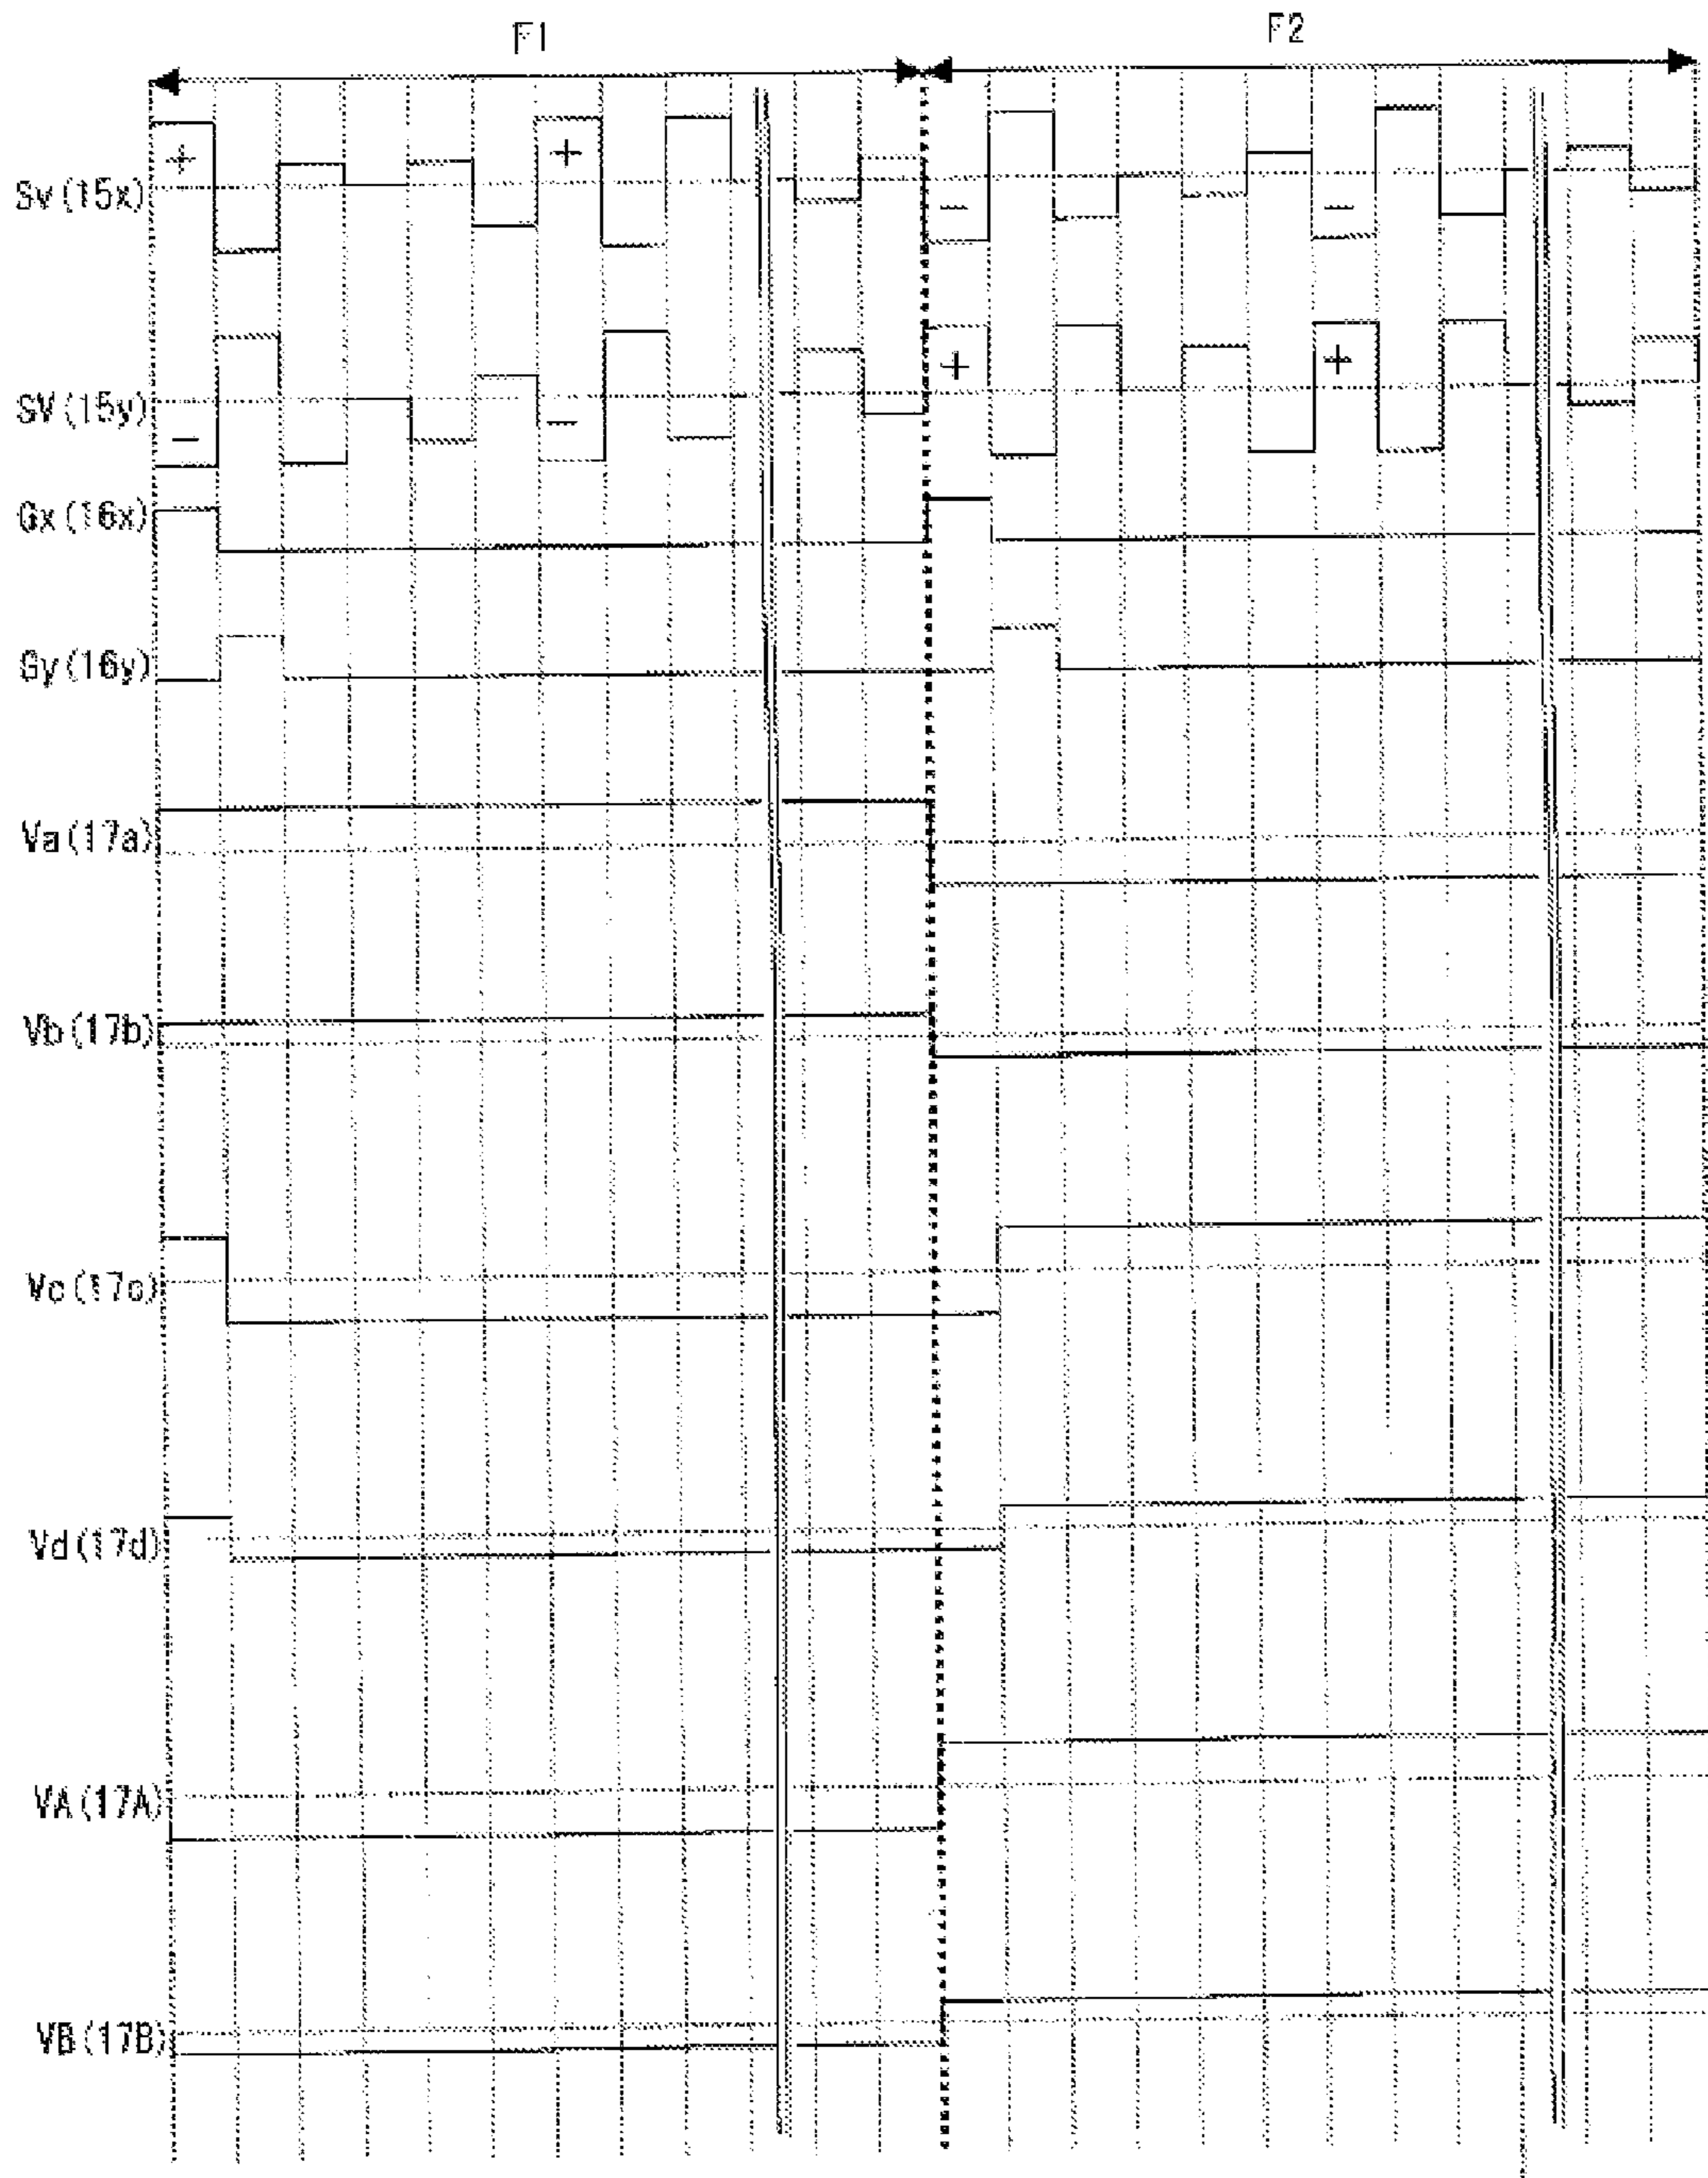 F1 F2
+ +
Sv(15x)
− −
+ +
SV(15y)
− −
Gx(16x)
Gy(16y)
Va(17a)
Vb(17b)
Vc(17c)
Vd(17d)
VA(17A)
VB(17B)